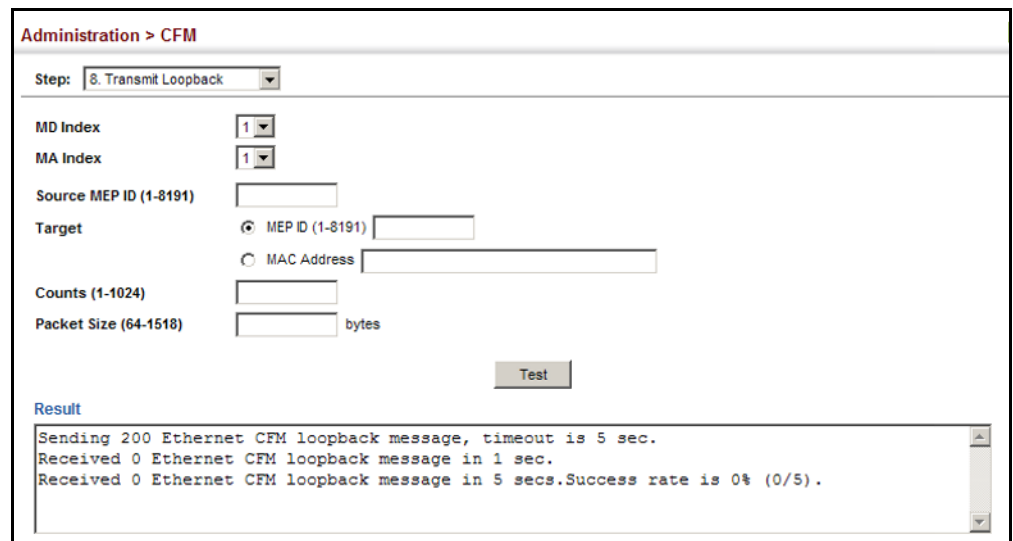 Administration > CFM
Step: 8. Transmit Loopback
MD Index 1
MA Index 1
Source MEP ID (1-8191)
Target MEP ID (1-8191)
MAC Address
Counts (1-1024)
Packet Size (64-1518) bytes
Test
Result
Sending 200 Ethernet CFM loopback message, timeout is 5 sec.
Received 0 Ethernet CFM loopback message in 1 sec.
Received 0 Ethernet CFM loopback message in 5 secs.Success rate is 0% (0/5).